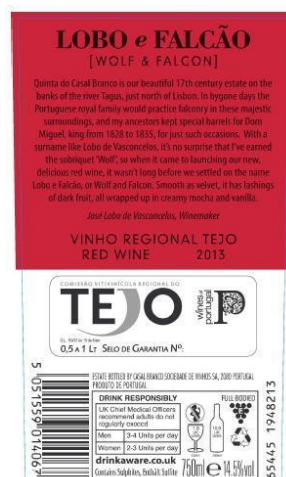 LOBO e FALCÃO
[WOLF & FALCON]
Quinta do Casal Branco is our beautiful 17th century estate on the
banks of the river Tagus, just north of Lisbon. In bygone days the
Portuguese royal family would practice falconry in these majestic
surroundings, and my ancestors kept special barrels for Dom
Miguel, king from 1828 to 1835, for just such occasions. With a
surname like Lobo de Vasconcelos, it's no surprise that I've earned
the sobriquet 'Wolf', so when it came to launching our new,
delicious red wine, it wasn't long before we settled on the name
Lobo e Falcão, or Wolf and Falcon. Smooth as velvet, it has lashings
of dark fruit, all wrapped up in creamy mocha and vanilla.
José Lobo de Vasconcelos, Winemaker
VINHO REGIONAL TEJO
RED WINE 2013
COMISSÃO VITIVINÍCOLA REGIONAL DO
TEJO
wines of portugal
0,5 A 1 LT SELO DE GARANTIA Nº.
ESTATE BOTTLED BY CASAL BRANCO SOCIEDADE DE VINHOS SA, 2080 PORTUGAL
PRODUTO DE PORTUGAL
DRINK RESPONSIBLY
UK Chief Medical Officers
recommend adults do not
regularly exceed
Men 3-4 Units per day
Women 2-3 Units per day
drinkaware.co.uk
Contains Sulphites, Enthält Sulfite
FULL BODIED
750ml e 14.5%vol
5 051559 01406
65445 1948213